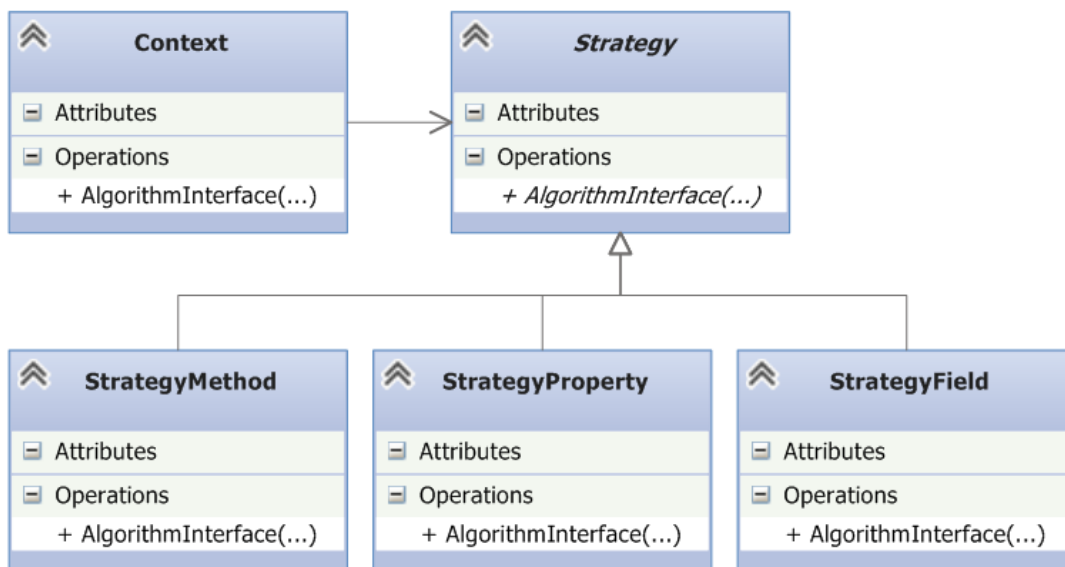 Context
Attributes
Operations
+ AlgorithmInterface(...)
Strategy
Attributes
Operations
+ AlgorithmInterface(...)
StrategyMethod
Attributes
Operations
+ AlgorithmInterface(...)
StrategyProperty
Attributes
Operations
+ AlgorithmInterface(...)
StrategyField
Attributes
Operations
+ AlgorithmInterface(...)